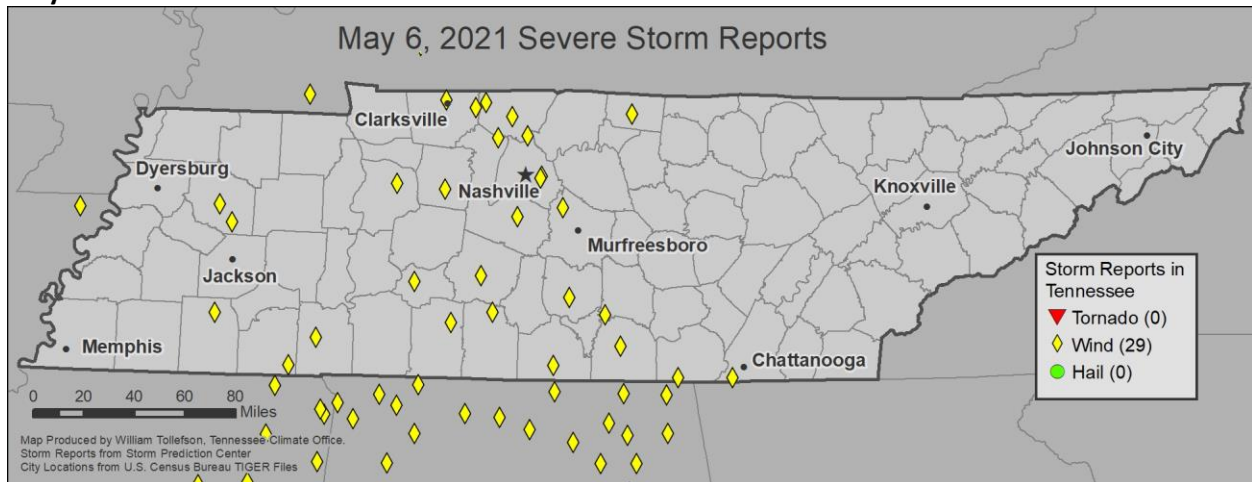 May 6, 2021 Severe Storm Reports
Clarksville
Dyersburg
Johnson City
Nashville
Knoxville
Murfreesboro
Jackson
Storm Reports in
Tennessee
Tornado (0)
Wind (29)
Hail (0)
Memphis
Chattanooga
0 20 40 60 80
Miles
Map Produced by William Tollefson, Tennessee Climate Office.
Storm Reports from Storm Prediction Center
City Locations from U.S. Census Bureau TIGER Files